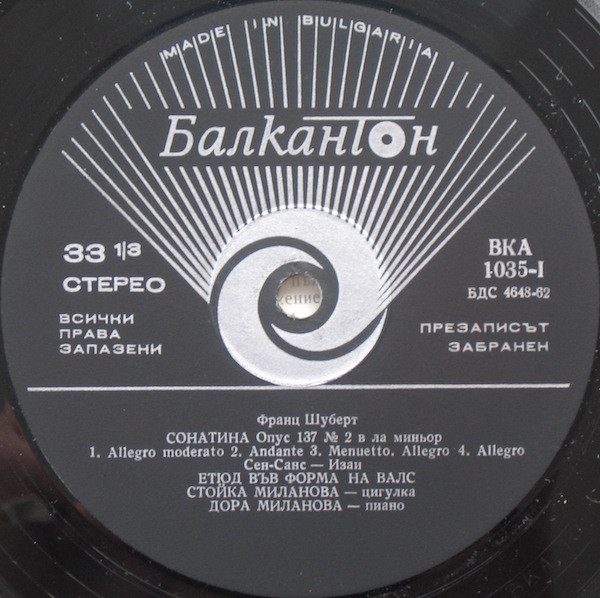 MADE IN BULGARIA
Балкантон
33 1/3
СТЕРЕО
ВСИЧКИ
ПРАВА
ЗАПАЗЕНИ
ВКА
1035-I
БДС 4648-62
ПРЕЗАПИСЪТ
ЗАБРАНЕН
Франц Шуберт
СОНАТИНА Опус 137 № 2 в ла миньор
1. Allegro moderato 2. Andante 3. Menuetto. Allegro 4. Allegro
Сен-Санс — Изаи
ЕТЮД ВЪВ ФОРМА НА ВАЛС
СТОЙКА МИЛАНОВА — цигулка
ДОРА МИЛАНОВА — пиано